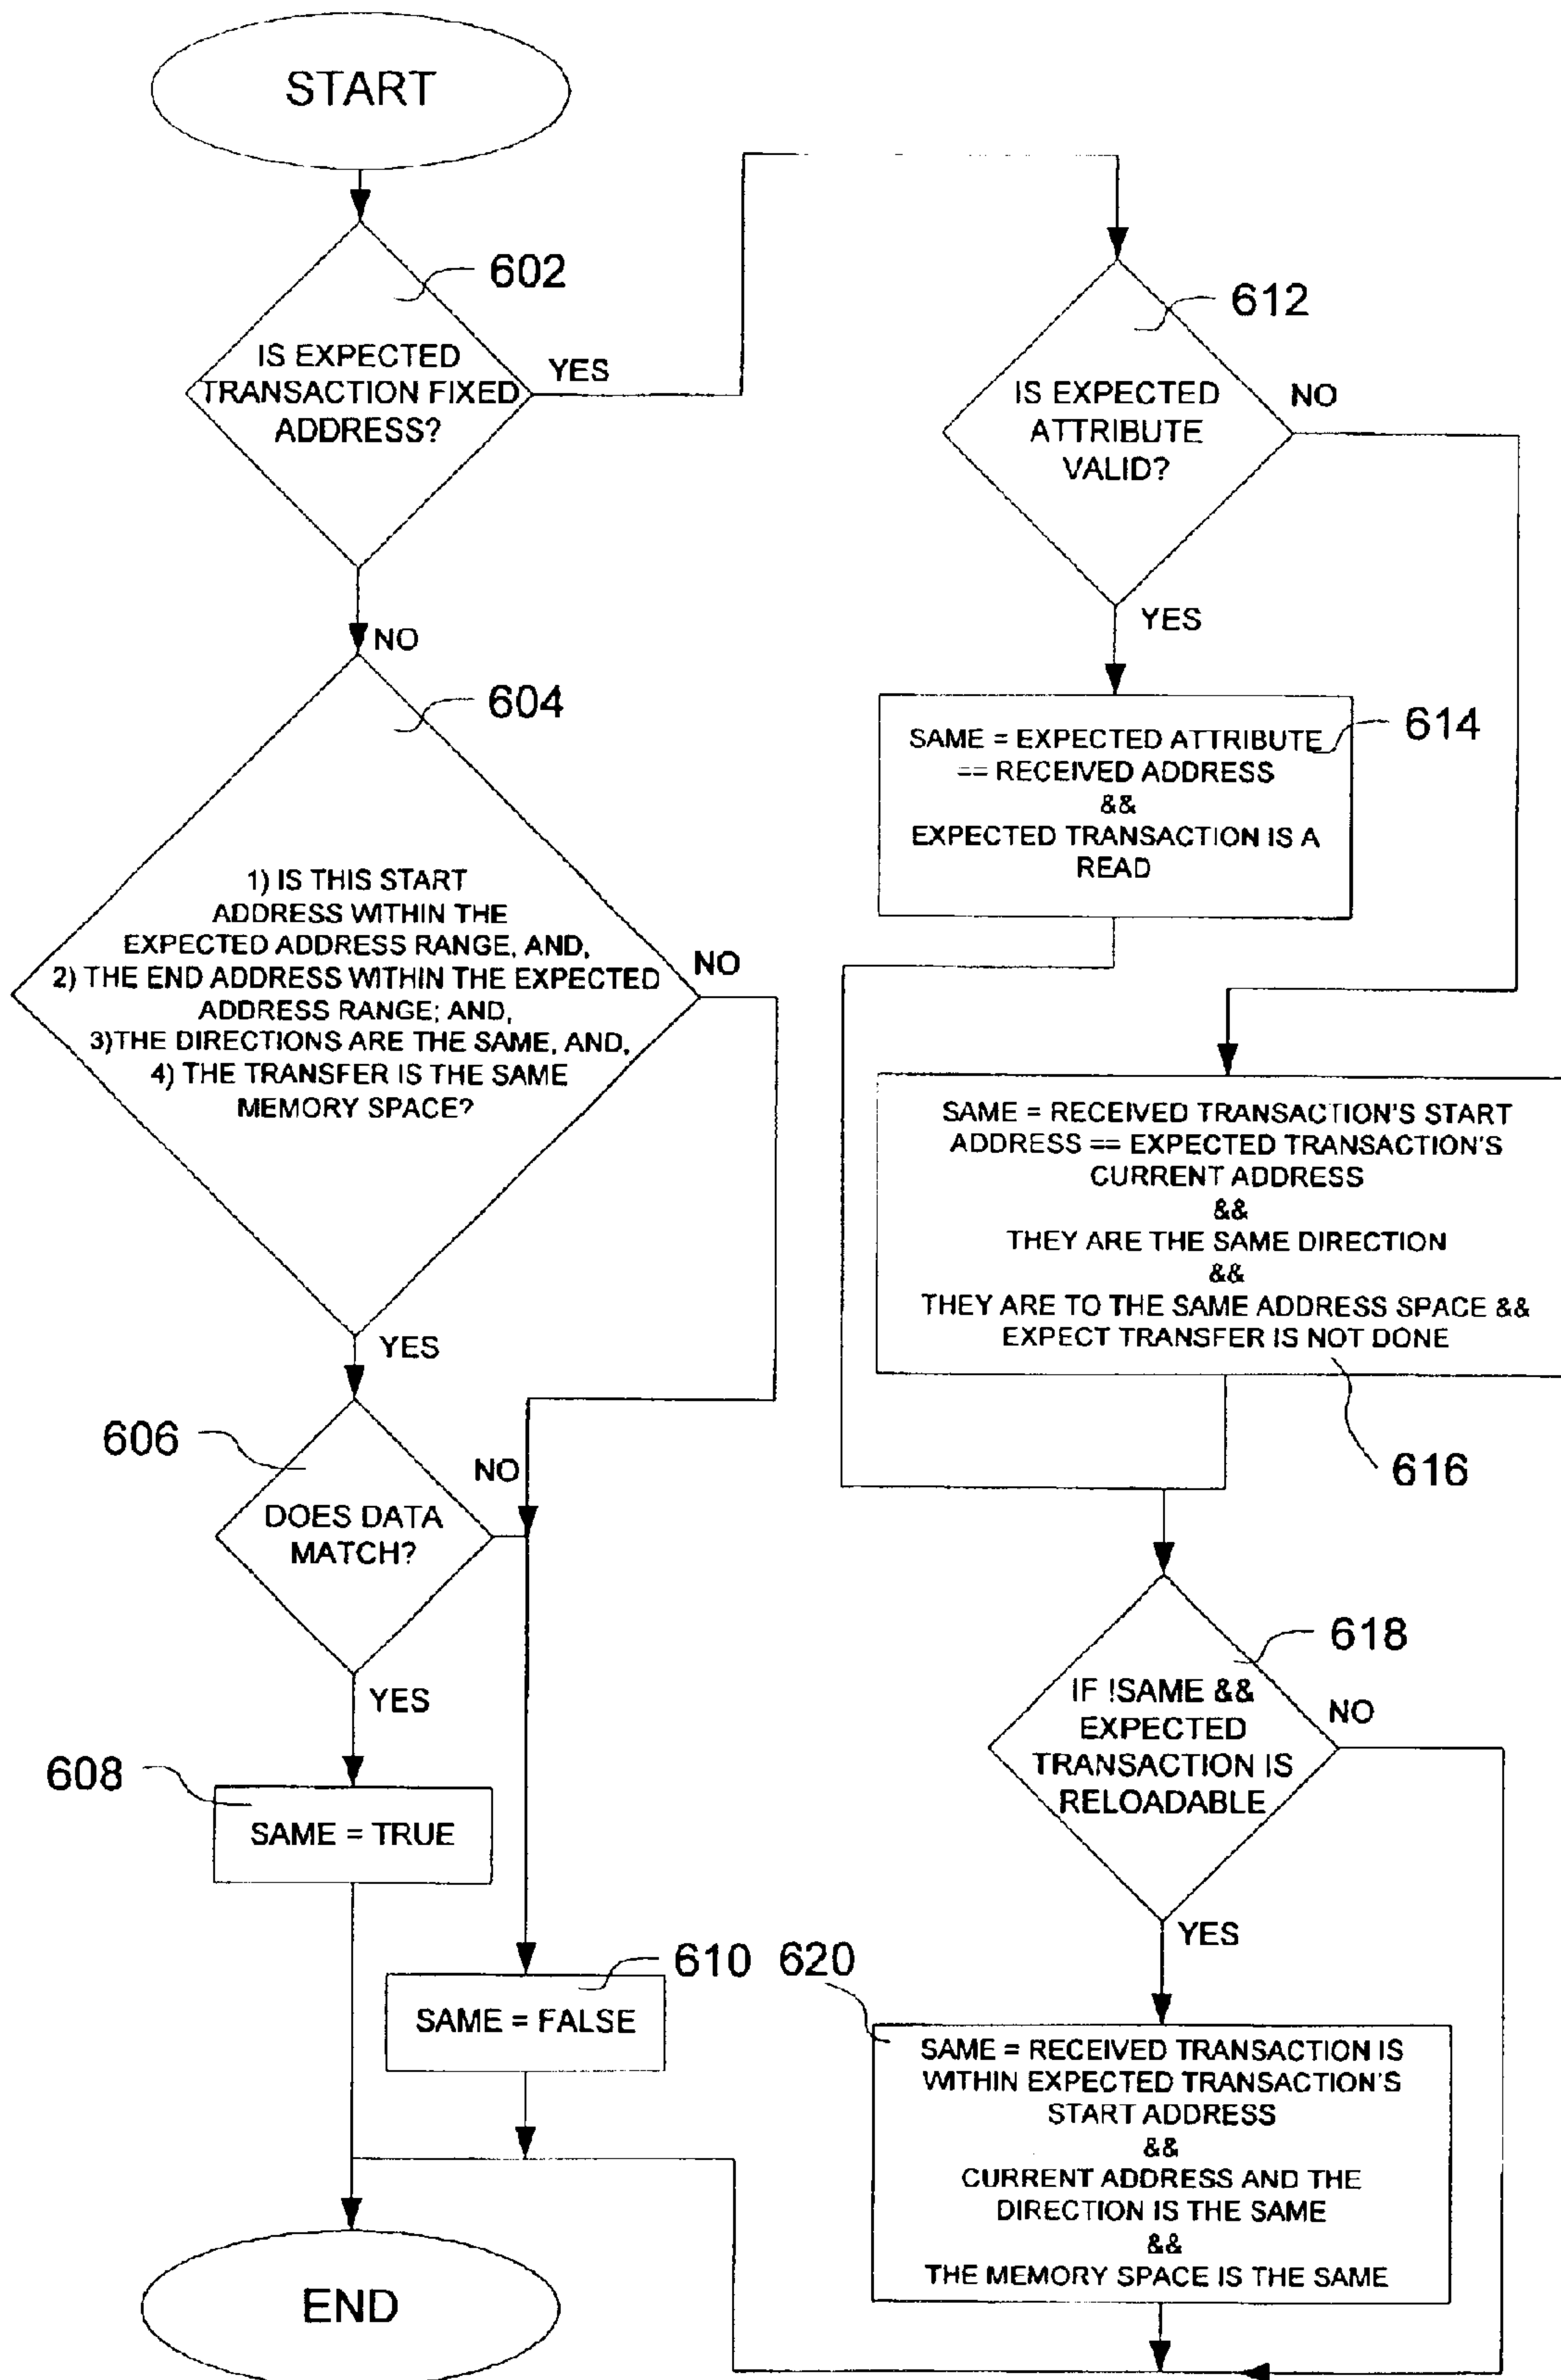 START
602
IS EXPECTED
TRANSACTION FIXED
ADDRESS?
YES
NO
604
1) IS THIS START
ADDRESS WITHIN THE
EXPECTED ADDRESS RANGE, AND,
2) THE END ADDRESS WITHIN THE EXPECTED
ADDRESS RANGE; AND,
3)THE DIRECTIONS ARE THE SAME, AND,
4) THE TRANSFER IS THE SAME
MEMORY SPACE?
NO
YES
606
NO
DOES DATA
MATCH?
YES
608
SAME = TRUE
610
SAME = FALSE
END
612
IS EXPECTED
ATTRIBUTE
VALID?
NO
YES
614
SAME = EXPECTED ATTRIBUTE
== RECEIVED ADDRESS
&&
EXPECTED TRANSACTION IS A
READ
SAME = RECEIVED TRANSACTION'S START
ADDRESS == EXPECTED TRANSACTION'S
CURRENT ADDRESS
&&
THEY ARE THE SAME DIRECTION
&&
THEY ARE TO THE SAME ADDRESS SPACE &&
EXPECT TRANSFER IS NOT DONE
616
618
IF !SAME &&
EXPECTED
TRANSACTION IS
RELOADABLE
NO
YES
620
SAME = RECEIVED TRANSACTION IS
WITHIN EXPECTED TRANSACTION'S
START ADDRESS
&&
CURRENT ADDRESS AND THE
DIRECTION IS THE SAME
&&
THE MEMORY SPACE IS THE SAME